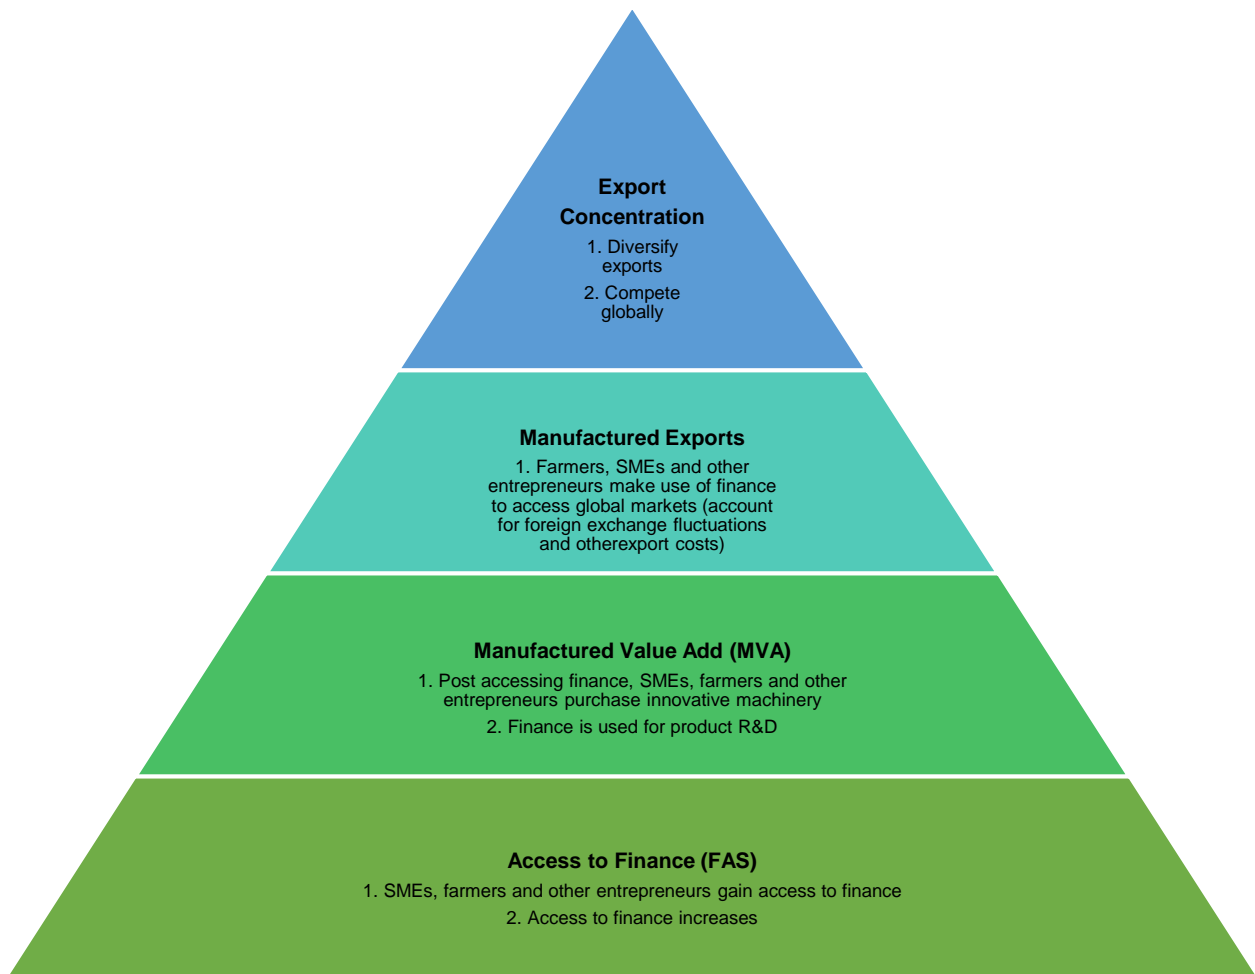 Export
Concentration
1. Diversify
exports
2. Compete
globally
Manufactured Exports
1. Farmers, SMEs and other
entrepreneurs make use of finance
to access global markets (account
for foreign exchange fluctuations
and otherexport costs)
Manufactured Value Add (MVA)
1. Post accessing finance, SMEs, farmers and other
entrepreneurs purchase innovative machinery
2. Finance is used for product R&D
Access to Finance (FAS)
1. SMEs, farmers and other entrepreneurs gain access to finance
2. Access to finance increases